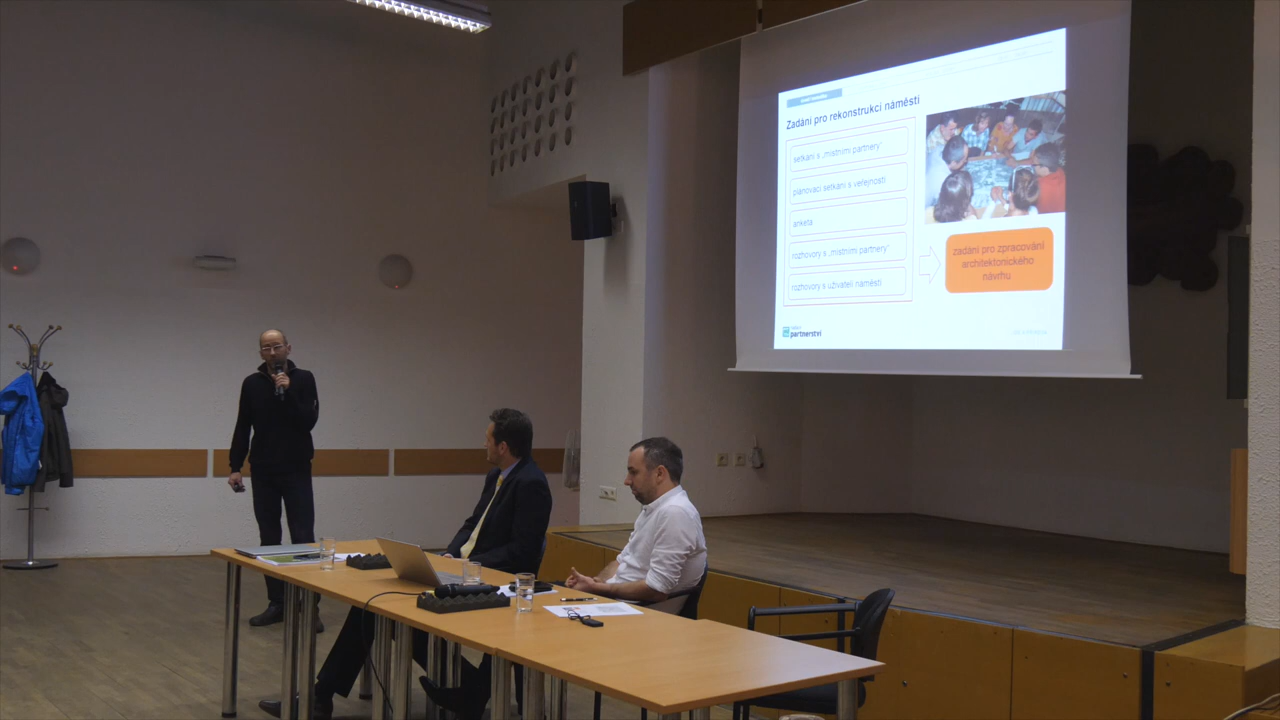 Zadání pro rekonstrukci náměstí
setkání s „místními partnery“
plánovací setkání s veřejností
anketa
rozhovory s „místními partnery“
rozhovory s uživateli náměstí
zadání pro zpracování
architektonického
návrhu
partnerství